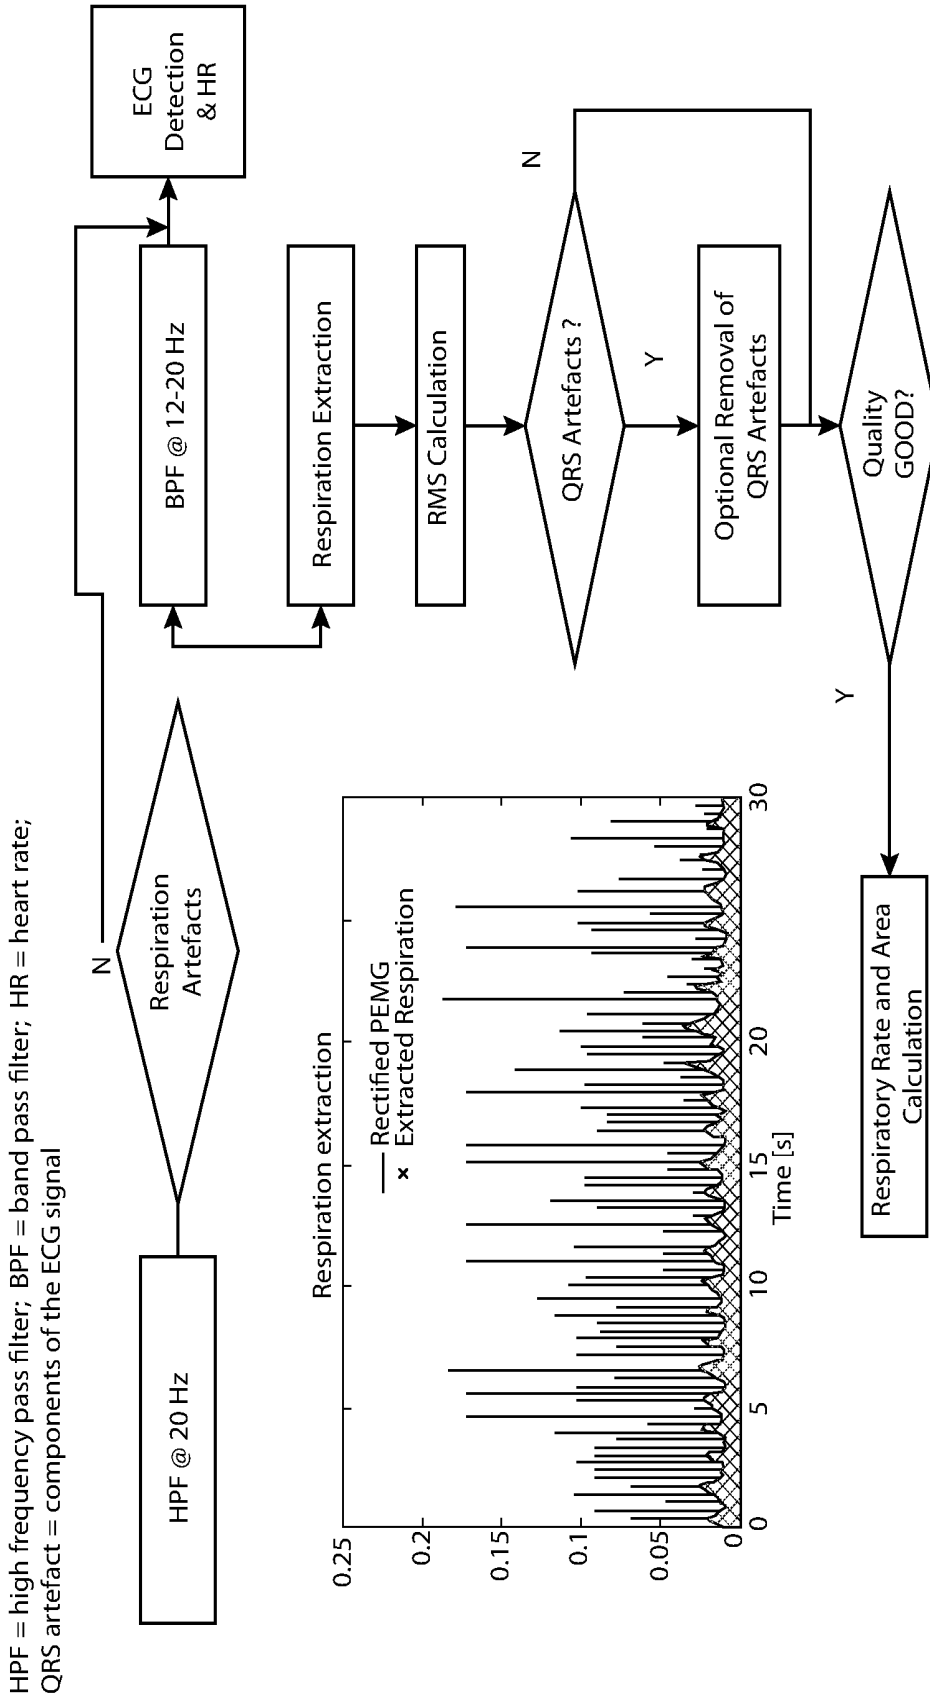 HPF = high frequency pass filter; BPF = band pass filter; HR = heart rate;
QRS artefact = components of the ECG signal
HPF @ 20 Hz
Respiration
Artefacts
N
BPF @ 12-20 Hz
ECG
Detection
& HR
Respiration Extraction
RMS Calculation
QRS Artefacts ?
N
Y
Optional Removal of
QRS Artefacts
Quality
GOOD?
Y
Respiratory Rate and Area
Calculation
Respiration extraction
Rectified PEMG
× Extracted Respiration
0.25
0.2
0.15
0.1
0.05
0
0
5
10
15
20
30
Time [s]